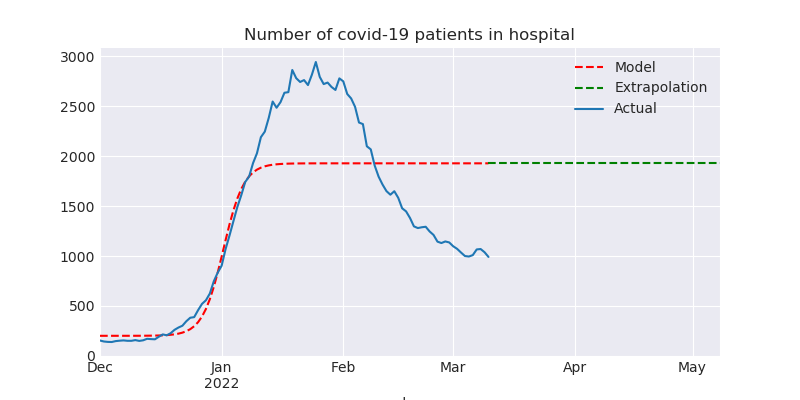 Number of covid-19 patients in hospital
3000
2500
2000
1500
1000
500
0
Model
Extrapolation
Actual
Dec
Jan
Feb
Mar
Apr
May
2022